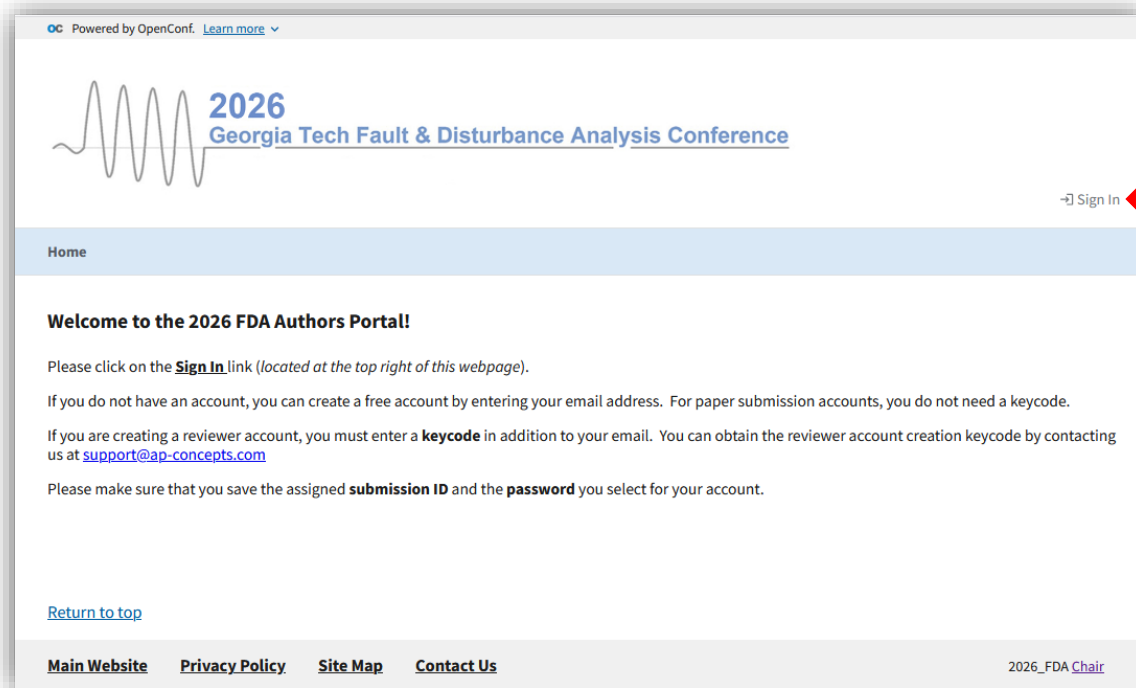 OC Powered by OpenConf. Learn more
2026
Georgia Tech Fault & Disturbance Analysis Conference
Sign In
Home
Welcome to the 2026 FDA Authors Portal!
Please click on the Sign In link (located at the top right of this webpage).
If you do not have an account, you can create a free account by entering your email address. For paper submission accounts, you do not need a keycode.
If you are creating a reviewer account, you must enter a keycode in addition to your email. You can obtain the reviewer account creation keycode by contacting
us at support@ap-concepts.com
Please make sure that you save the assigned submission ID and the password you select for your account.
Return to top
Main Website Privacy Policy Site Map Contact Us 2026_FDA Chair